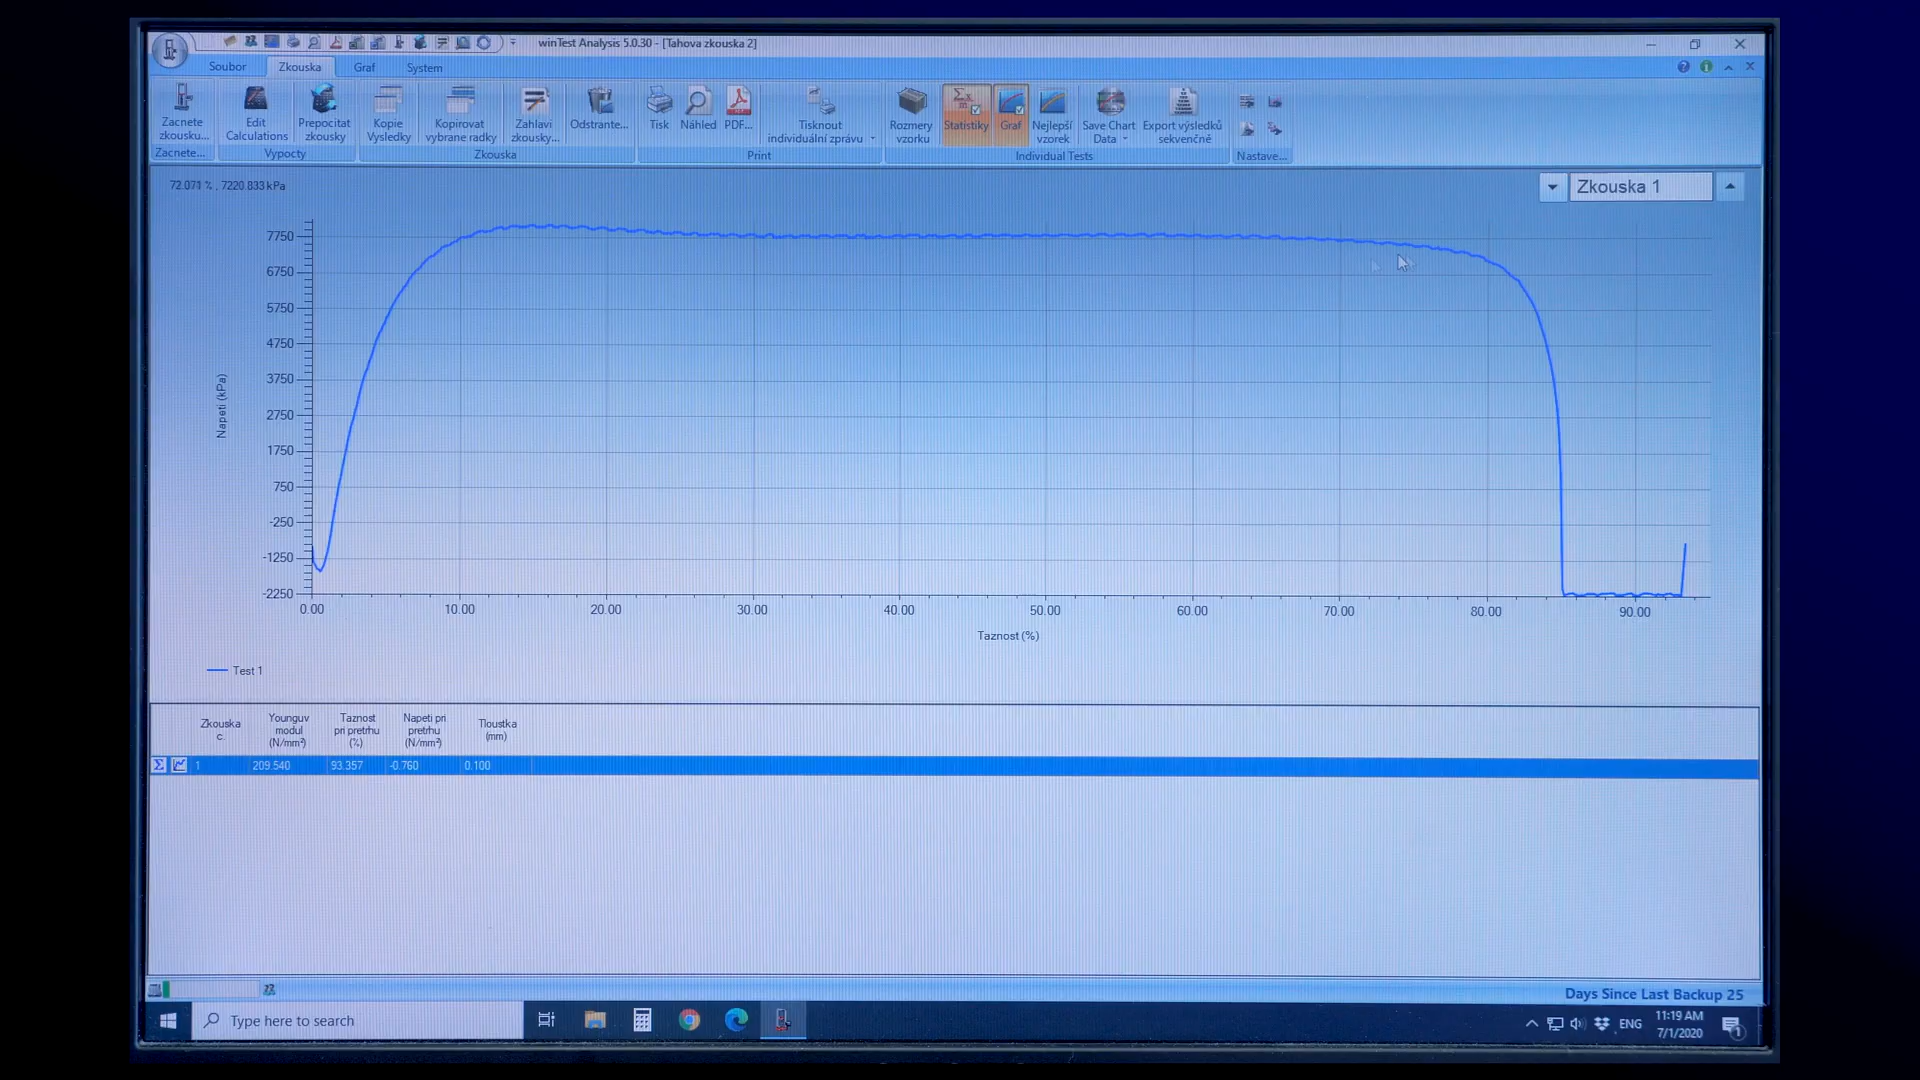 winTest Analysis 5.0.30 - [Tahova zkouska 2]
Soubor Zkouska Graf System
Zacnete zkousku...
Edit Calculations
Prepocitat zkousky
Kopie Vysledky
Kopirovat vybrane radky
Zahlavi zkousky...
Odstrante...
Tisk
Náhled
PDF...
Tisknout individuální zprávu
Rozmery vzorku
Statistiky
Graf
Nejlepší vzorek
Save Chart Data
Export výsledků sekvenčně
Zacnete... Vypocty Zkouska Print Individual Tests Nastave...
72.071 % , 7220.833 kPa
Zkouska 1
7750
6750
5750
4750
3750
2750
1750
750
-250
-1250
-2250
Napeti (kPa)
0.00 10.00 20.00 30.00 40.00 50.00 60.00 70.00 80.00 90.00
Taznost (%)
Test 1
Zkouska c.
Younguv modul (N/mm²)
Taznost pri pretrhu (%)
Napeti pri pretrhu (N/mm²)
Tloustka (mm)
1 209.540 93.357 -0.760 0.100
Days Since Last Backup 25
Type here to search
ENG
11:19 AM
7/1/2020